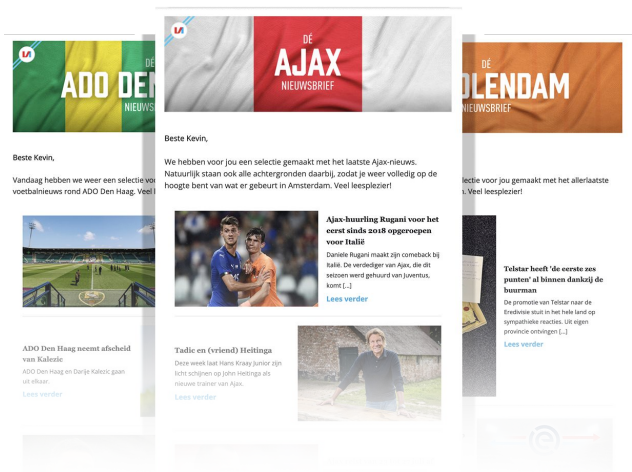 DÉ
ADO DEN
NIEUWSB
Beste Kevin,
Vandaag hebben we weer een selectie voo
voetbalnieuws rond ADO Den Haag. Veel l
ADO Den Haag neemt afscheid
van Kalezic
ADO Den Haag en Darije Kalezic gaan
uit elkaar.
Lees verder
DÉ
AJAX
NIEUWSBRIEF
Beste Kevin,
We hebben voor jou een selectie gemaakt met het laatste Ajax-nieuws.
Natuurlijk staan ook alle achtergronden daarbij, zodat je weer volledig op de
hoogte bent van wat er gebeurt in Amsterdam. Veel leesplezier!
Ajax-huurling Rugani voor het
eerst sinds 2018 opgeroepen
voor Italië
Daniele Rugani maakt zijn comeback bij
Italië. De verdediger van Ajax, die dit
seizoen werd gehuurd van Juventus,
komt [...]
Lees verder
Tadic en (vriend) Heitinga
Deze week laat Hans Kraay Junior zijn
licht schijnen op John Heitinga als
nieuwe trainer van Ajax.
Lees verder
DÉ
LENDAM
NIEUWSBRIEF
lectie voor jou gemaakt met het allerlaatste
. Veel leesplezier!
Telstar heeft 'de eerste zes
punten' al binnen dankzij de
buurman
De promotie van Telstar naar de
Eredivisie stuit in het hele land op
sympathieke reacties. Uit eigen
provincie ontvingen [...]
Lees verder